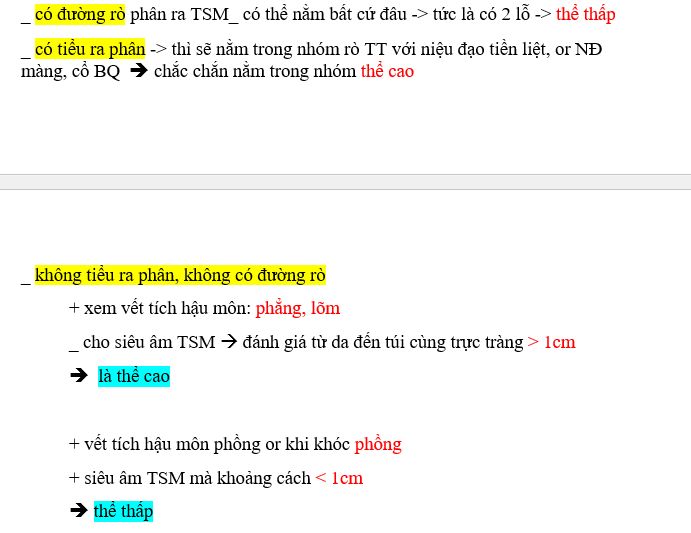 _ có đường rò phân ra TSM_ có thể nằm bất cứ đâu -> tức là có 2 lỗ -> thể thấp
_ có tiểu ra phân -> thì sẽ nằm trong nhóm rò TT với niệu đạo tiền liệt, or NĐ
màng, cổ BQ ➔ chắc chắn nằm trong nhóm thể cao
_ không tiểu ra phân, không có đường rò
+ xem vết tích hậu môn: phẳng, lõm
_ cho siêu âm TSM → đánh giá từ da đến túi cùng trực tràng > 1cm
➔ là thể cao
+ vết tích hậu môn phồng or khi khóc phồng
+ siêu âm TSM mà khoảng cách < 1cm
➔ thể thấp